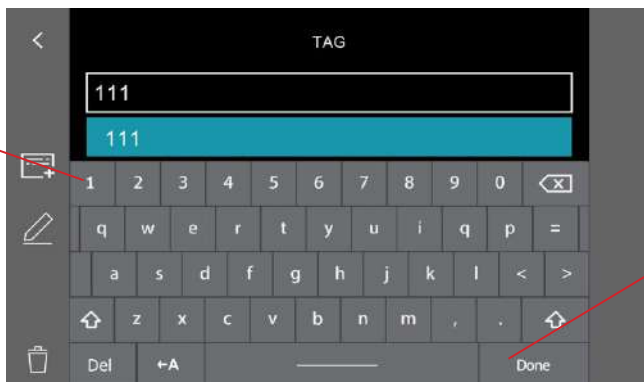 TAG
111
111
1 2 3 4 5 6 7 8 9 0
q w e r t y u i q p =
a s d f g h j k l < >
z x c v b n m , .
Del ←A Done